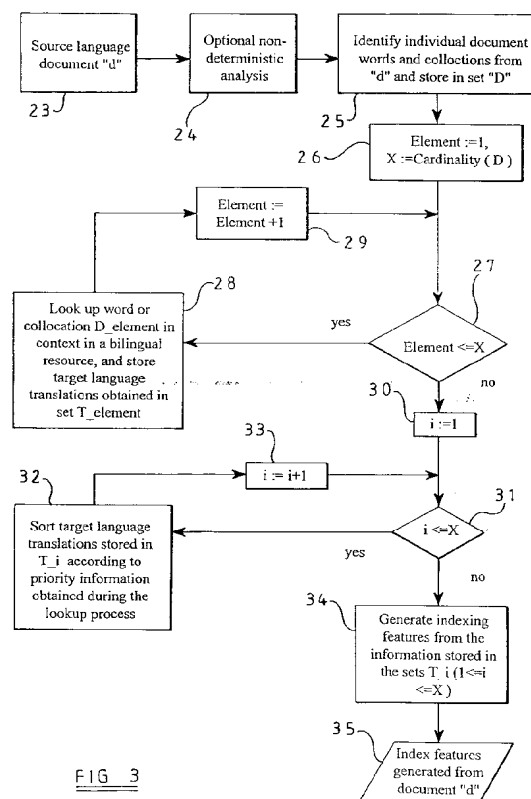 Source language
document "d"
23
Optional non-
deterministic
analysis
24
Identify individual document
words and collections from
"d" and store in set "D"
25
Element :=1,
X :=Cardinality ( D )
26
Element :=
Element +1
29
28
Look up word or
collocation D_element in
context in a bilingual
resource, and store
target language
translations obtained in
set T_element
27
Element <=X
yes
no
30
i :=1
33
i := i+1
32
Sort target language
translations stored in
T_i according to
priority information
obtained during the
lookup process
31
i <=X
yes
no
34
Generate indexing
features from the
information stored in
the sets T_i (1<=i
<=X )
35
Index features
generated from
document "d"
FIG 3